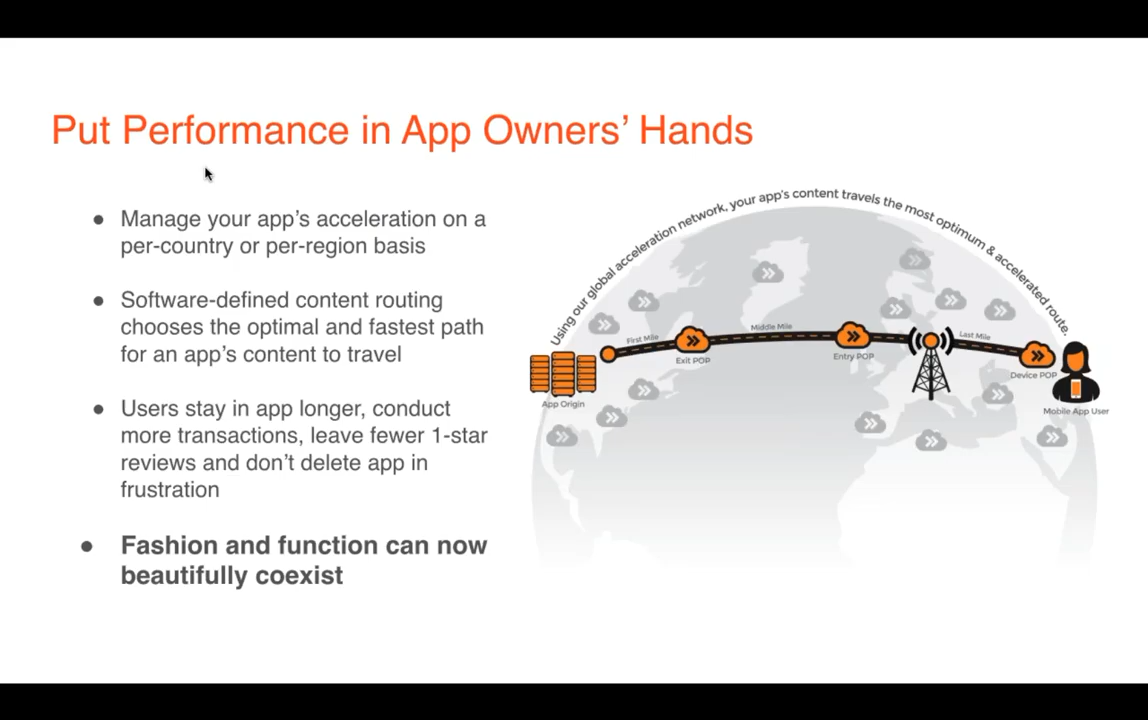 Put Performance in App Owners' Hands
● Manage your app's acceleration on a
per-country or per-region basis
● Software-defined content routing
chooses the optimal and fastest path
for an app's content to travel
● Users stay in app longer, conduct
more transactions, leave fewer 1-star
reviews and don't delete app in
frustration
● Fashion and function can now
beautifully coexist
Using our global acceleration network, your app's content travels the most optimum & accelerated route.
First Mile
Middle Mile
Last Mile
Exit POP
Entry POP
Device POP
App Origin
Mobile App User